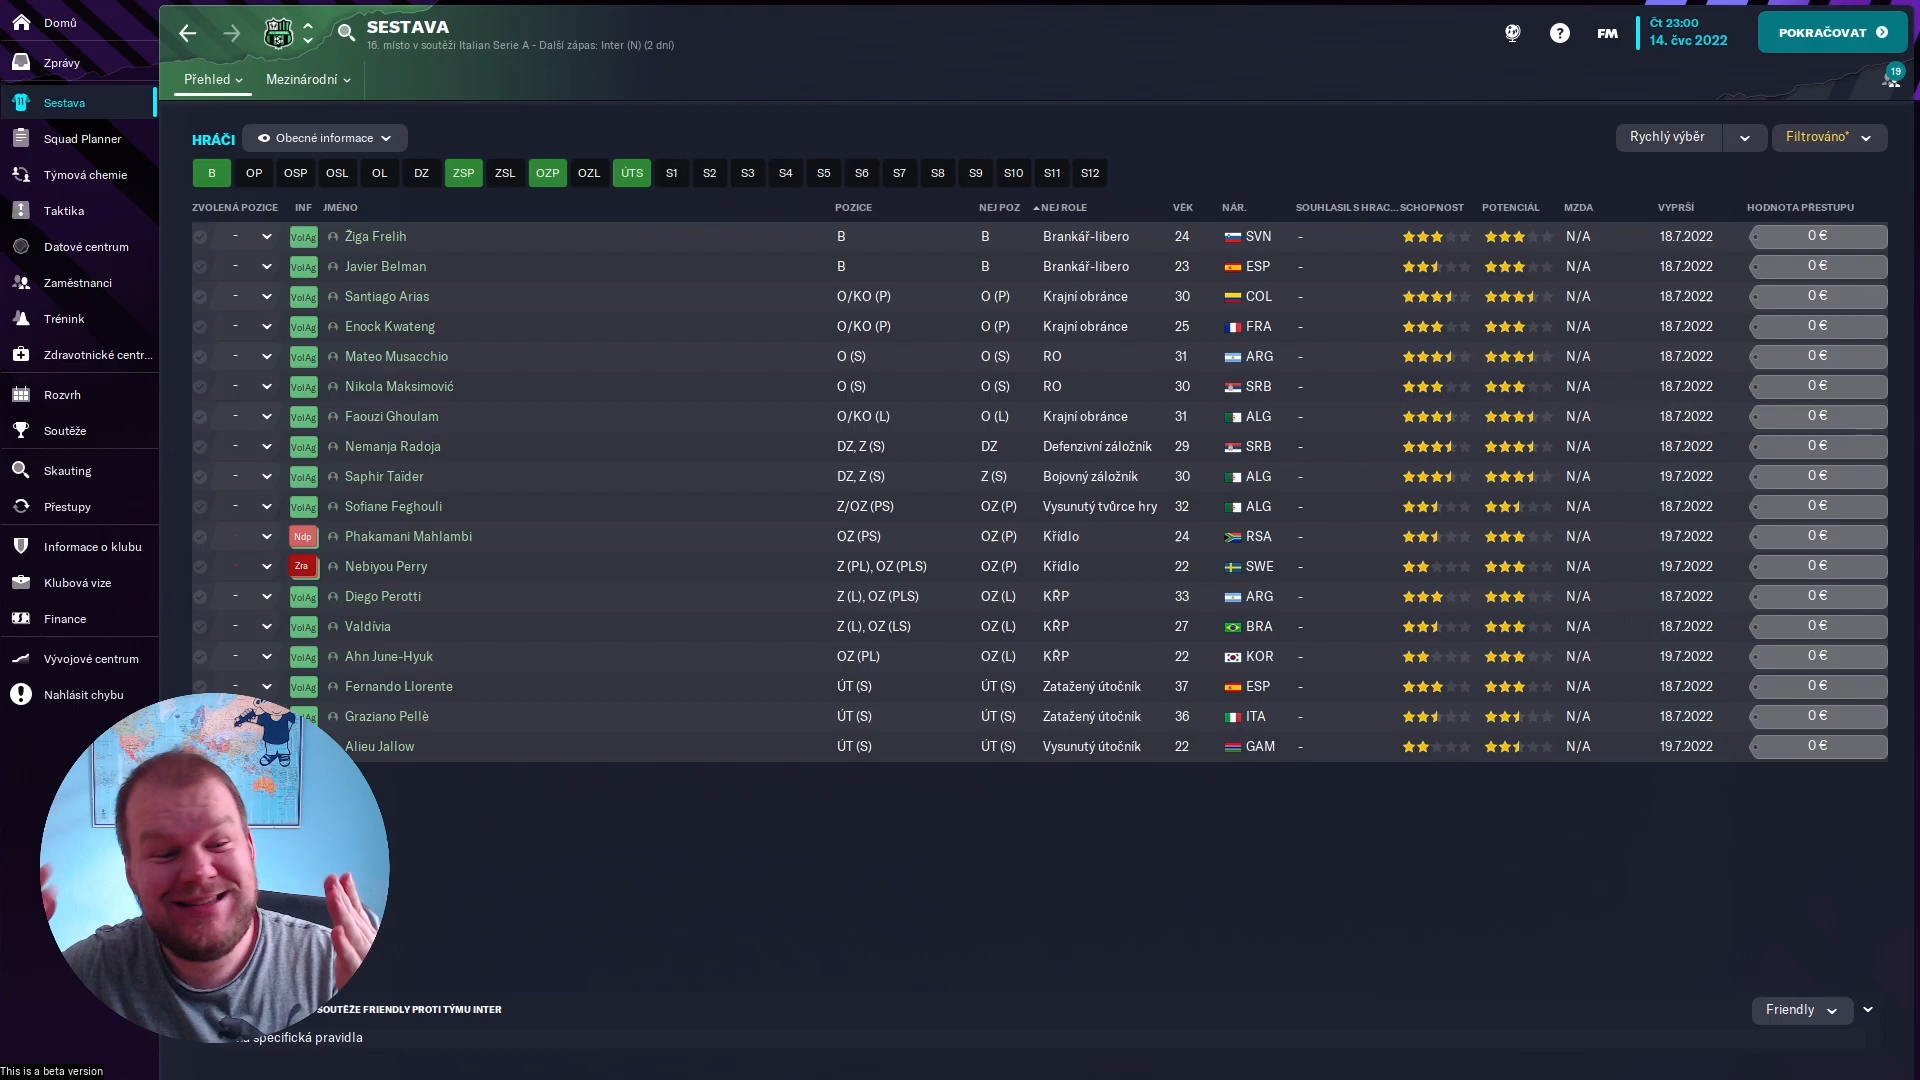 Domů
Zprávy
Sestava
Squad Planner
Týmová chemie
Taktika
Datové centrum
Zaměstnanci
Trénink
Zdravotnické centr...
Rozvrh
Soutěže
Skauting
Přestupy
Informace o klubu
Klubová vize
Finance
Vývojové centrum
Nahlásit chybu
This is a beta version
SESTAVA
16. místo v soutěži Italian Serie A - Další zápas: Inter (N) (2 dní)
FM
Čt 23:00
14. čvc 2022
POKRAČOVAT
19
Přehled
Mezinárodní
HRÁČI
Obecné informace
Rychlý výběr
Filtrováno*
B OP OSP OSL OL DZ ZSP ZSL OZP OZL ÚTS S1 S2 S3 S4 S5 S6 S7 S8 S9 S10 S11 S12
ZVOLENÁ POZICE INF JMÉNO POZICE NEJ POZ NEJ ROLE VĚK NÁR. SOUHLASIL S HRAC... SCHOPNOST POTENCIÁL MZDA VYPRŠÍ HODNOTA PŘESTUPU
- VolAg Žiga Frelih B B Brankář-libero 24 SVN - N/A 18.7.2022 0 €
- VolAg Javier Belman B B Brankář-libero 23 ESP - N/A 18.7.2022 0 €
- VolAg Santiago Arias O/KO (P) O (P) Krajní obránce 30 COL - N/A 18.7.2022 0 €
- VolAg Enock Kwateng O/KO (P) O (P) Krajní obránce 25 FRA - N/A 18.7.2022 0 €
- VolAg Mateo Musacchio O (S) O (S) RO 31 ARG - N/A 18.7.2022 0 €
- VolAg Nikola Maksimović O (S) O (S) RO 30 SRB - N/A 18.7.2022 0 €
- VolAg Faouzi Ghoulam O/KO (L) O (L) Krajní obránce 31 ALG - N/A 18.7.2022 0 €
- VolAg Nemanja Radoja DZ, Z (S) DZ Defenzivní záložník 29 SRB - N/A 18.7.2022 0 €
- VolAg Saphir Taïder DZ, Z (S) Z (S) Bojovný záložník 30 ALG - N/A 19.7.2022 0 €
- VolAg Sofiane Feghouli Z/OZ (PS) OZ (P) Vysunutý tvůrce hry 32 ALG - N/A 18.7.2022 0 €
- Ndp Phakamani Mahlambi OZ (PS) OZ (P) Křídlo 24 RSA - N/A 19.7.2022 0 €
- Zra Nebiyou Perry Z (PL), OZ (PLS) OZ (P) Křídlo 22 SWE - N/A 19.7.2022 0 €
- VolAg Diego Perotti Z (L), OZ (PLS) OZ (L) KŘP 33 ARG - N/A 18.7.2022 0 €
- VolAg Valdívia Z (L), OZ (LS) OZ (L) KŘP 27 BRA - N/A 18.7.2022 0 €
- VolAg Ahn June-Hyuk OZ (PL) OZ (L) KŘP 22 KOR - N/A 19.7.2022 0 €
- VolAg Fernando Llorente ÚT (S) ÚT (S) Zatažený útočník 37 ESP - N/A 18.7.2022 0 €
Graziano Pellè ÚT (S) ÚT (S) Zatažený útočník 36 ITA - N/A 18.7.2022 0 €
Alieu Jallow ÚT (S) ÚT (S) Vysunutý útočník 22 GAM - N/A 19.7.2022 0 €
SOUTĚŽE FRIENDLY PROTI TÝMU INTER
Friendly
specifická pravidla